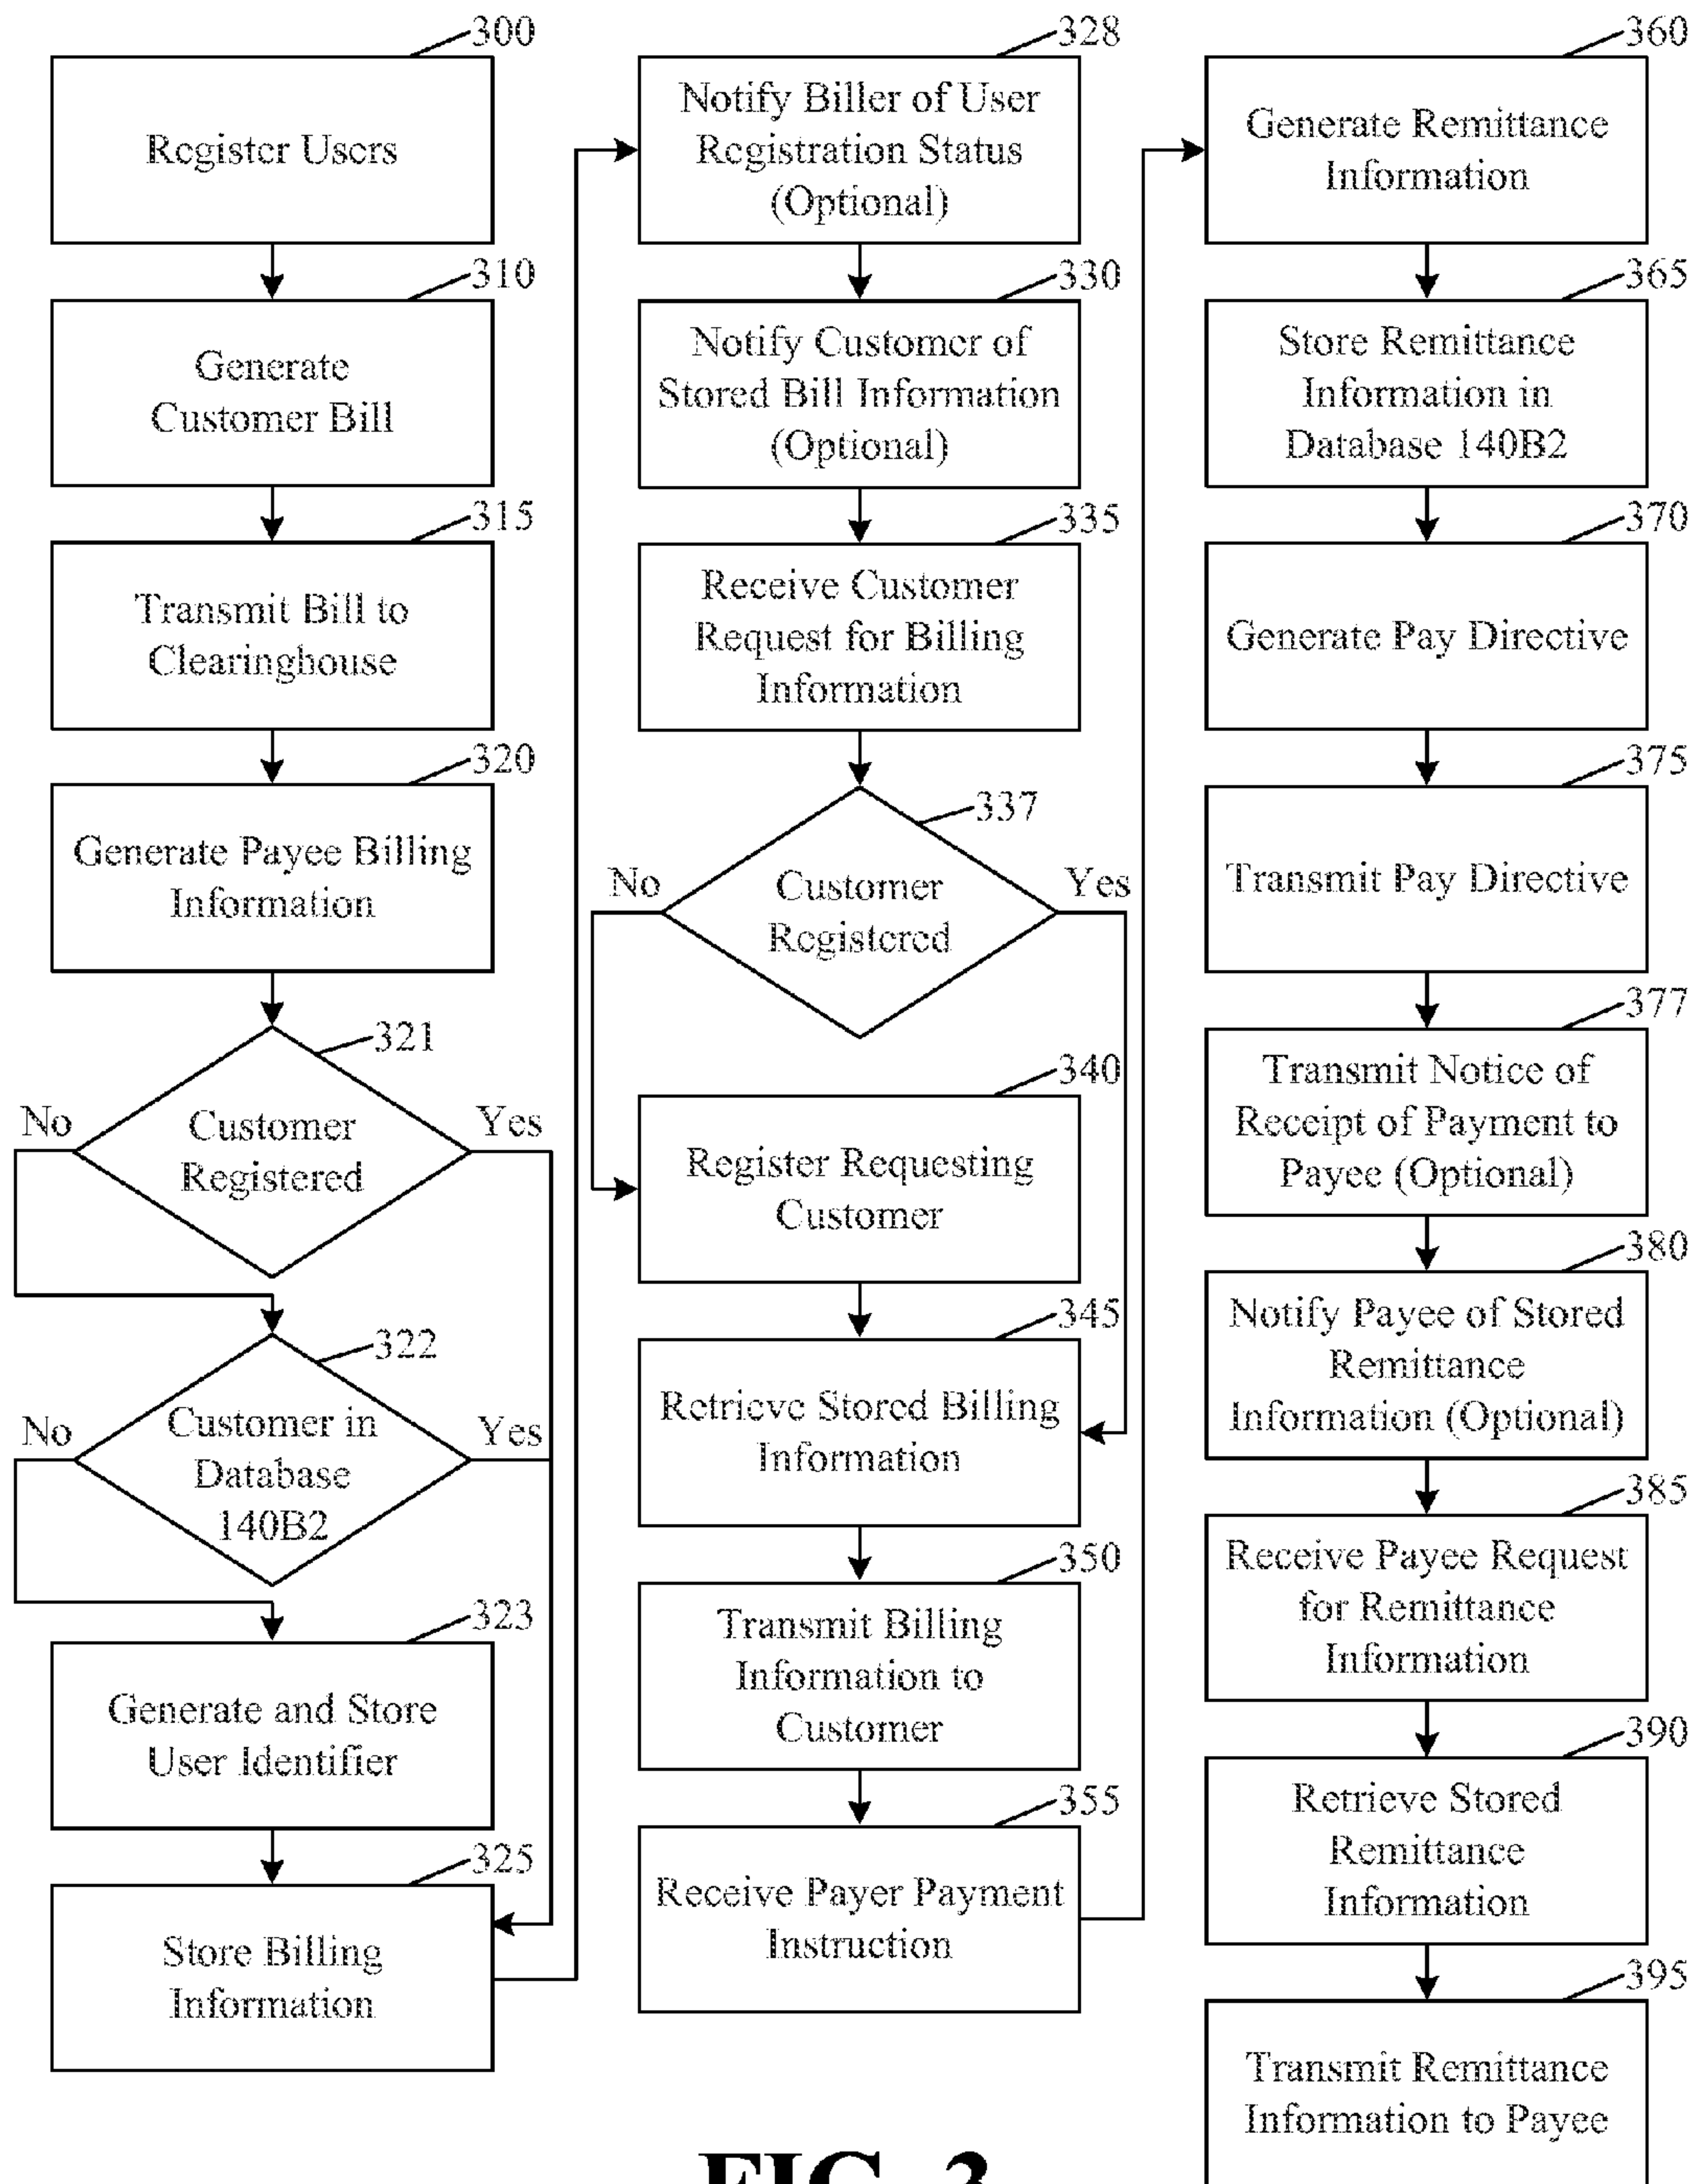 300
Register Users
310
Generate
Customer Bill
315
Transmit Bill to
Clearinghouse
320
Generate Payee Billing
Information
321
Customer
Registered
No
Yes
322
Customer in
Database
140B2
No
Yes
323
Generate and Store
User Identifier
325
Store Billing
Information
328
Notify Biller of User
Registration Status
(Optional)
330
Notify Customer of
Stored Bill Information
(Optional)
335
Receive Customer
Request for Billing
Information
337
No
Yes
Customer
Registered
340
Register Requesting
Customer
345
Retrieve Stored Billing
Information
350
Transmit Billing
Information to
Customer
355
Receive Payer Payment
Instruction
360
Generate Remittance
Information
365
Store Remittance
Information in
Database 140B2
370
Generate Pay Directive
375
Transmit Pay Directive
377
Transmit Notice of
Receipt of Payment to
Payee (Optional)
380
Notify Payee of Stored
Remittance
Information (Optional)
385
Receive Payee Request
for Remittance
Information
390
Retrieve Stored
Remittance
Information
395
Transmit Remittance
Information to Payee
FIG. 3